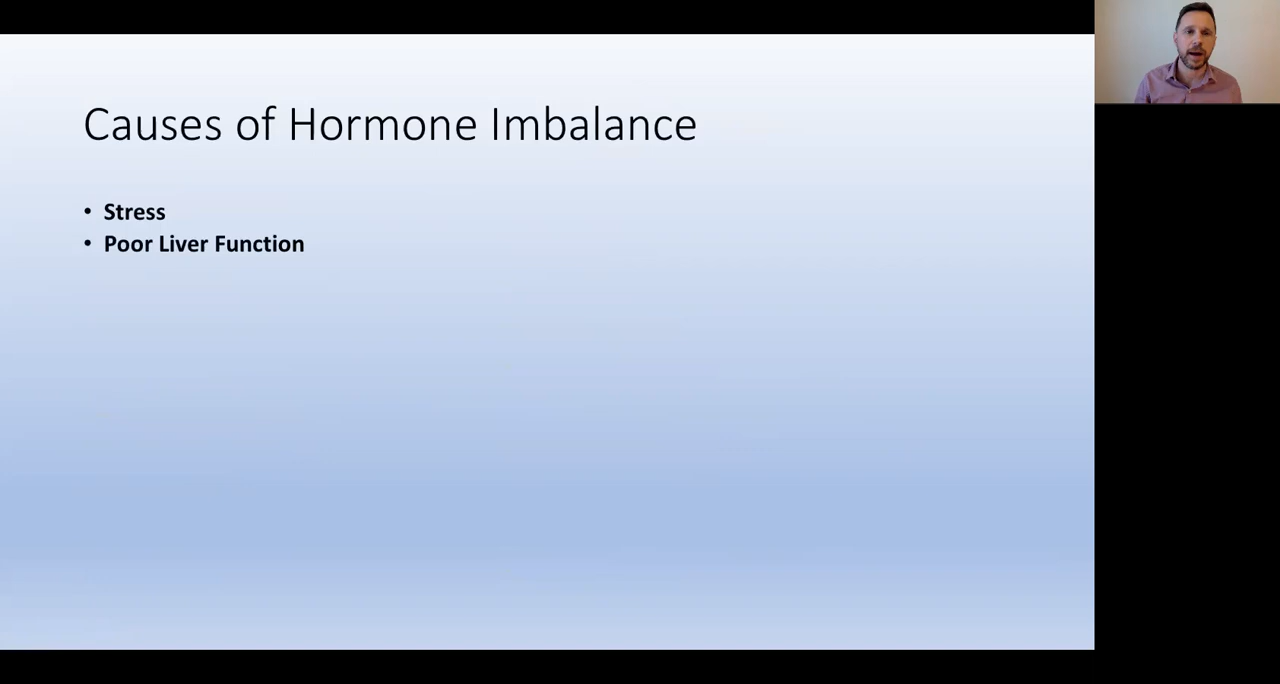 Causes of Hormone Imbalance
• Stress
• Poor Liver Function